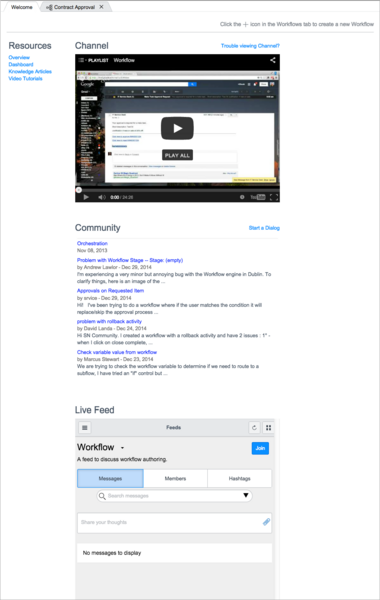 Welcome
Contract Approval
Click the + icon in the Workflows tab to create a new Workflow
Resources
Overview
Dashboard
Knowledge Articles
Video Tutorials
Channel
Trouble viewing Channel?
PLAYLIST Workflow
Google
PLAY ALL
0:00 / 24:20
YouTube
Community
Start a Dialog
Orchestration
Nov 08, 2013
Problem with Workflow Stage – Stage: (empty)
by Andrew Lawlor - Dec 29, 2014
I'm experiencing a very minor but annoying bug with the Workflow engine in Dublin. To
clarify things, here is an image of the ...
Approvals on Requested Item
by srvice - Dec 29, 2014
Hi! I've been trying to do a workflow where if the user matches the condition it will
replace/skip the approval process ...
problem with rollback activity
by David Landa - Dec 24, 2014
Hi SN Community. I created a workflow with a rollback activity and have 2 issues : 1" -
when I click on close complete, ...
Check variable value from workflow
by Marcus Stewart - Dec 23, 2014
We are trying to check the workflow variable to determine if we need to route to a
subflow, I have tried an "if" control but ...
Live Feed
Feeds
Workflow
Join
A feed to discuss workflow authoring.
Messages
Members
Hashtags
Search messages
Share your thoughts
No messages to display